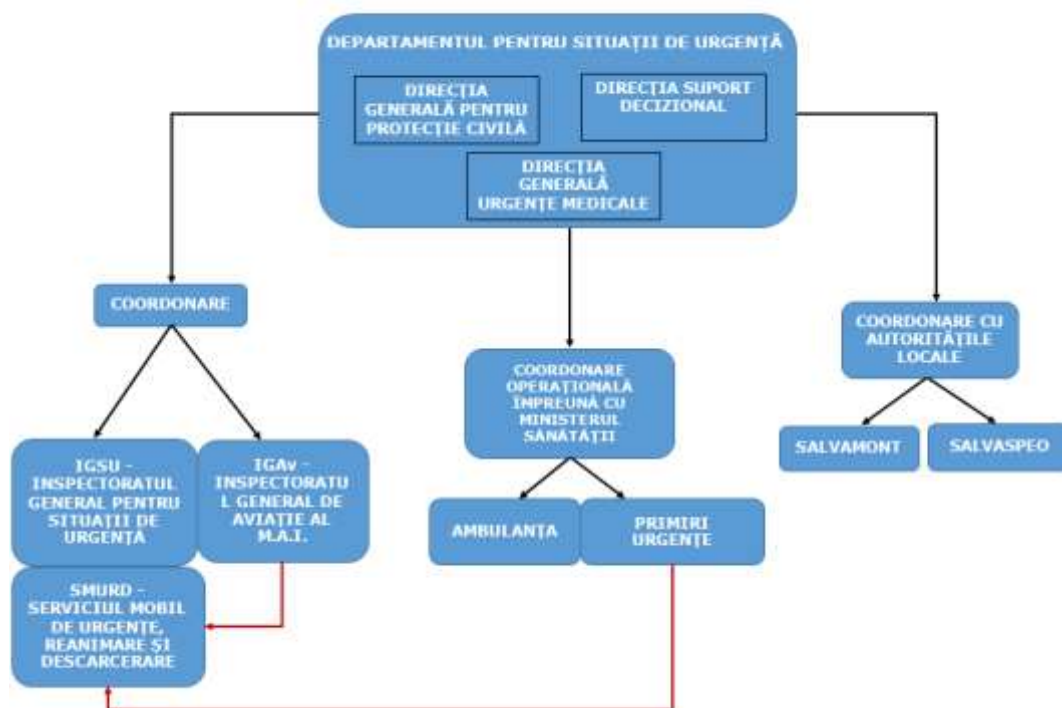 DEPARTAMENTUL PENTRU SITUAȚII DE URGENȚĂ
DIRECȚIA
GENERALĂ PENTRU
PROTECȚIE CIVILĂ
DIRECȚIA SUPORT
DECIZIONAL
DIRECȚIA
GENERALĂ
URGENȚE MEDICALE
COORDONARE
COORDONARE
OPERAȚIONALĂ
ÎMPREUNĂ CU
MINISTERUL
SĂNĂTĂȚII
COORDONARE CU
AUTORITĂȚILE
LOCALE
IGSU -
INSPECTORATUL
GENERAL PENTRU
SITUAȚII DE
URGENȚĂ
IGAv -
INSPECTORATU
L GENERAL DE
AVIAȚIE AL
M.A.I.
AMBULANȚA
PRIMIRI
URGENȚE
SALVAMONT
SALVASPEO
SMURD -
SERVICIUL MOBIL
DE URGENȚE,
REANIMARE ȘI
DESCARCERARE